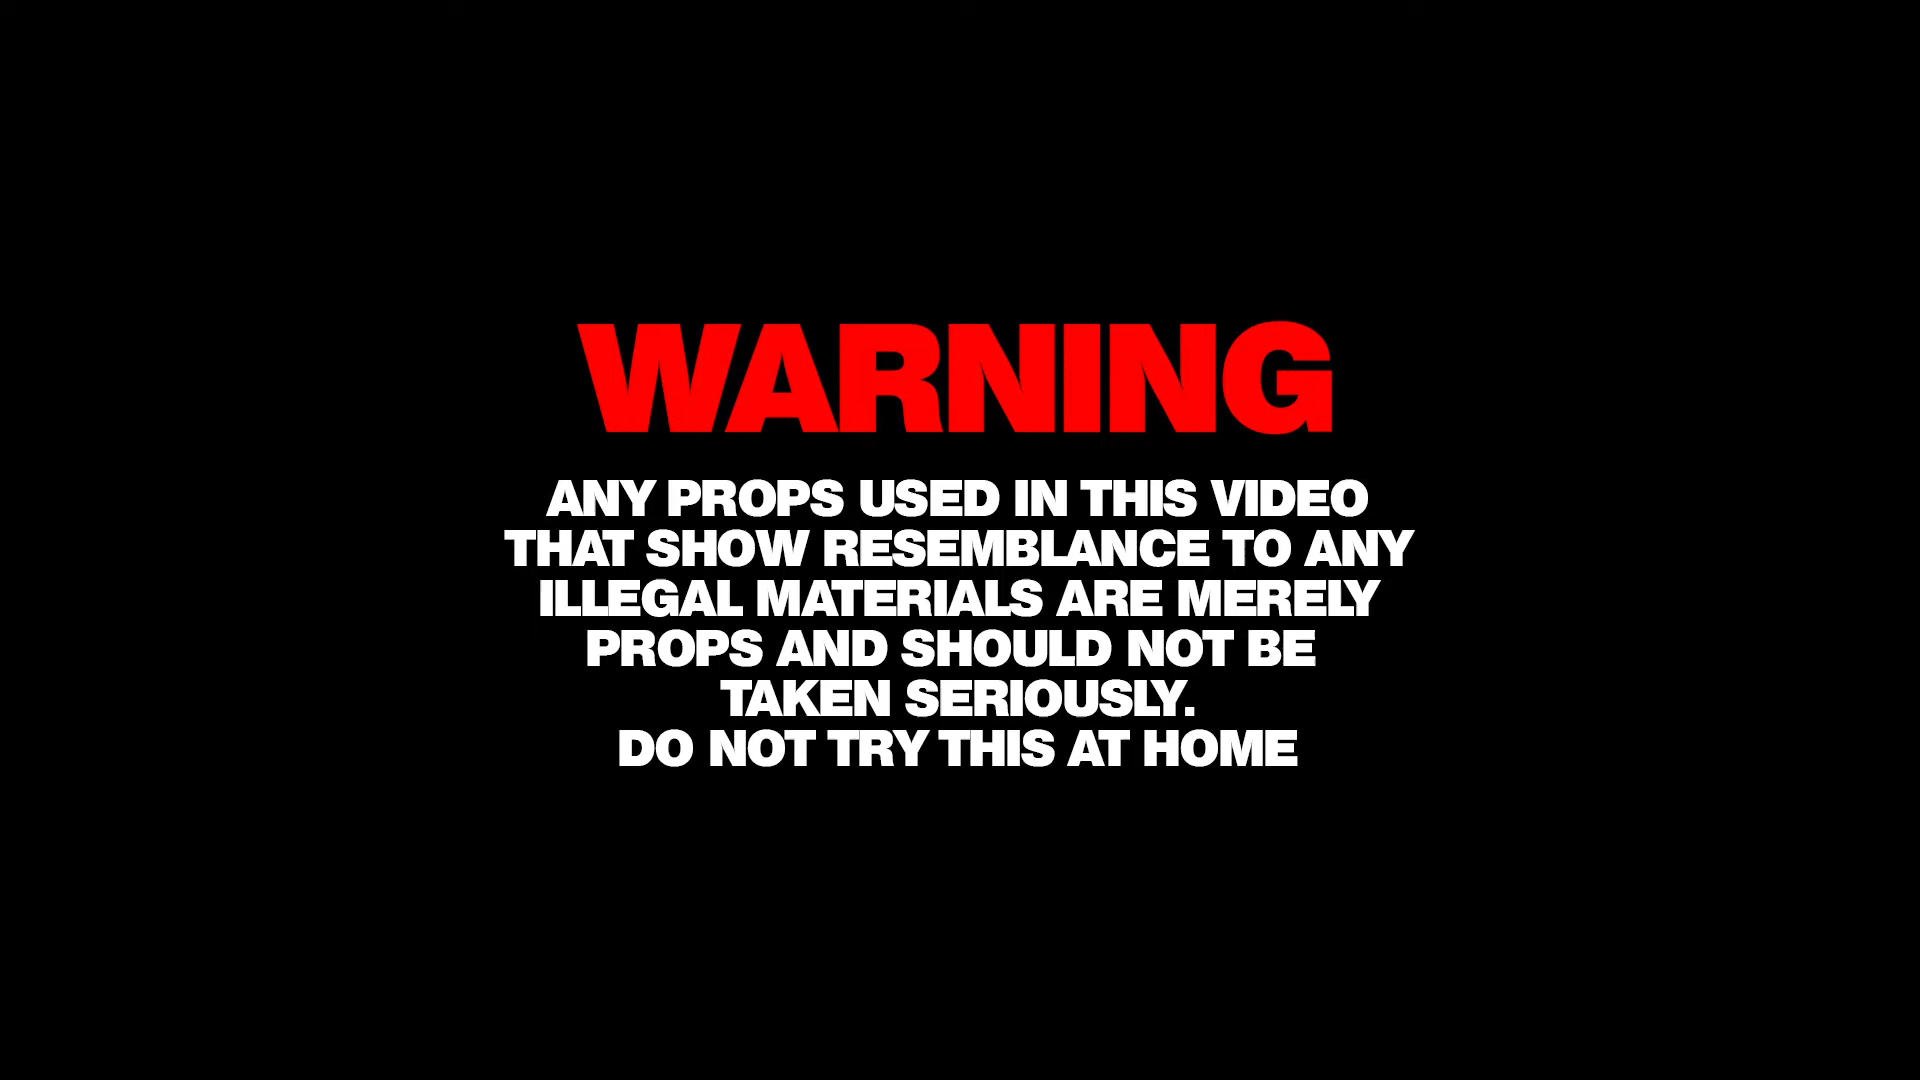 WARNING
ANY PROPS USED IN THIS VIDEO
THAT SHOW RESEMBLANCE TO ANY
ILLEGAL MATERIALS ARE MERELY
PROPS AND SHOULD NOT BE
TAKEN SERIOUSLY.
DO NOT TRY THIS AT HOME